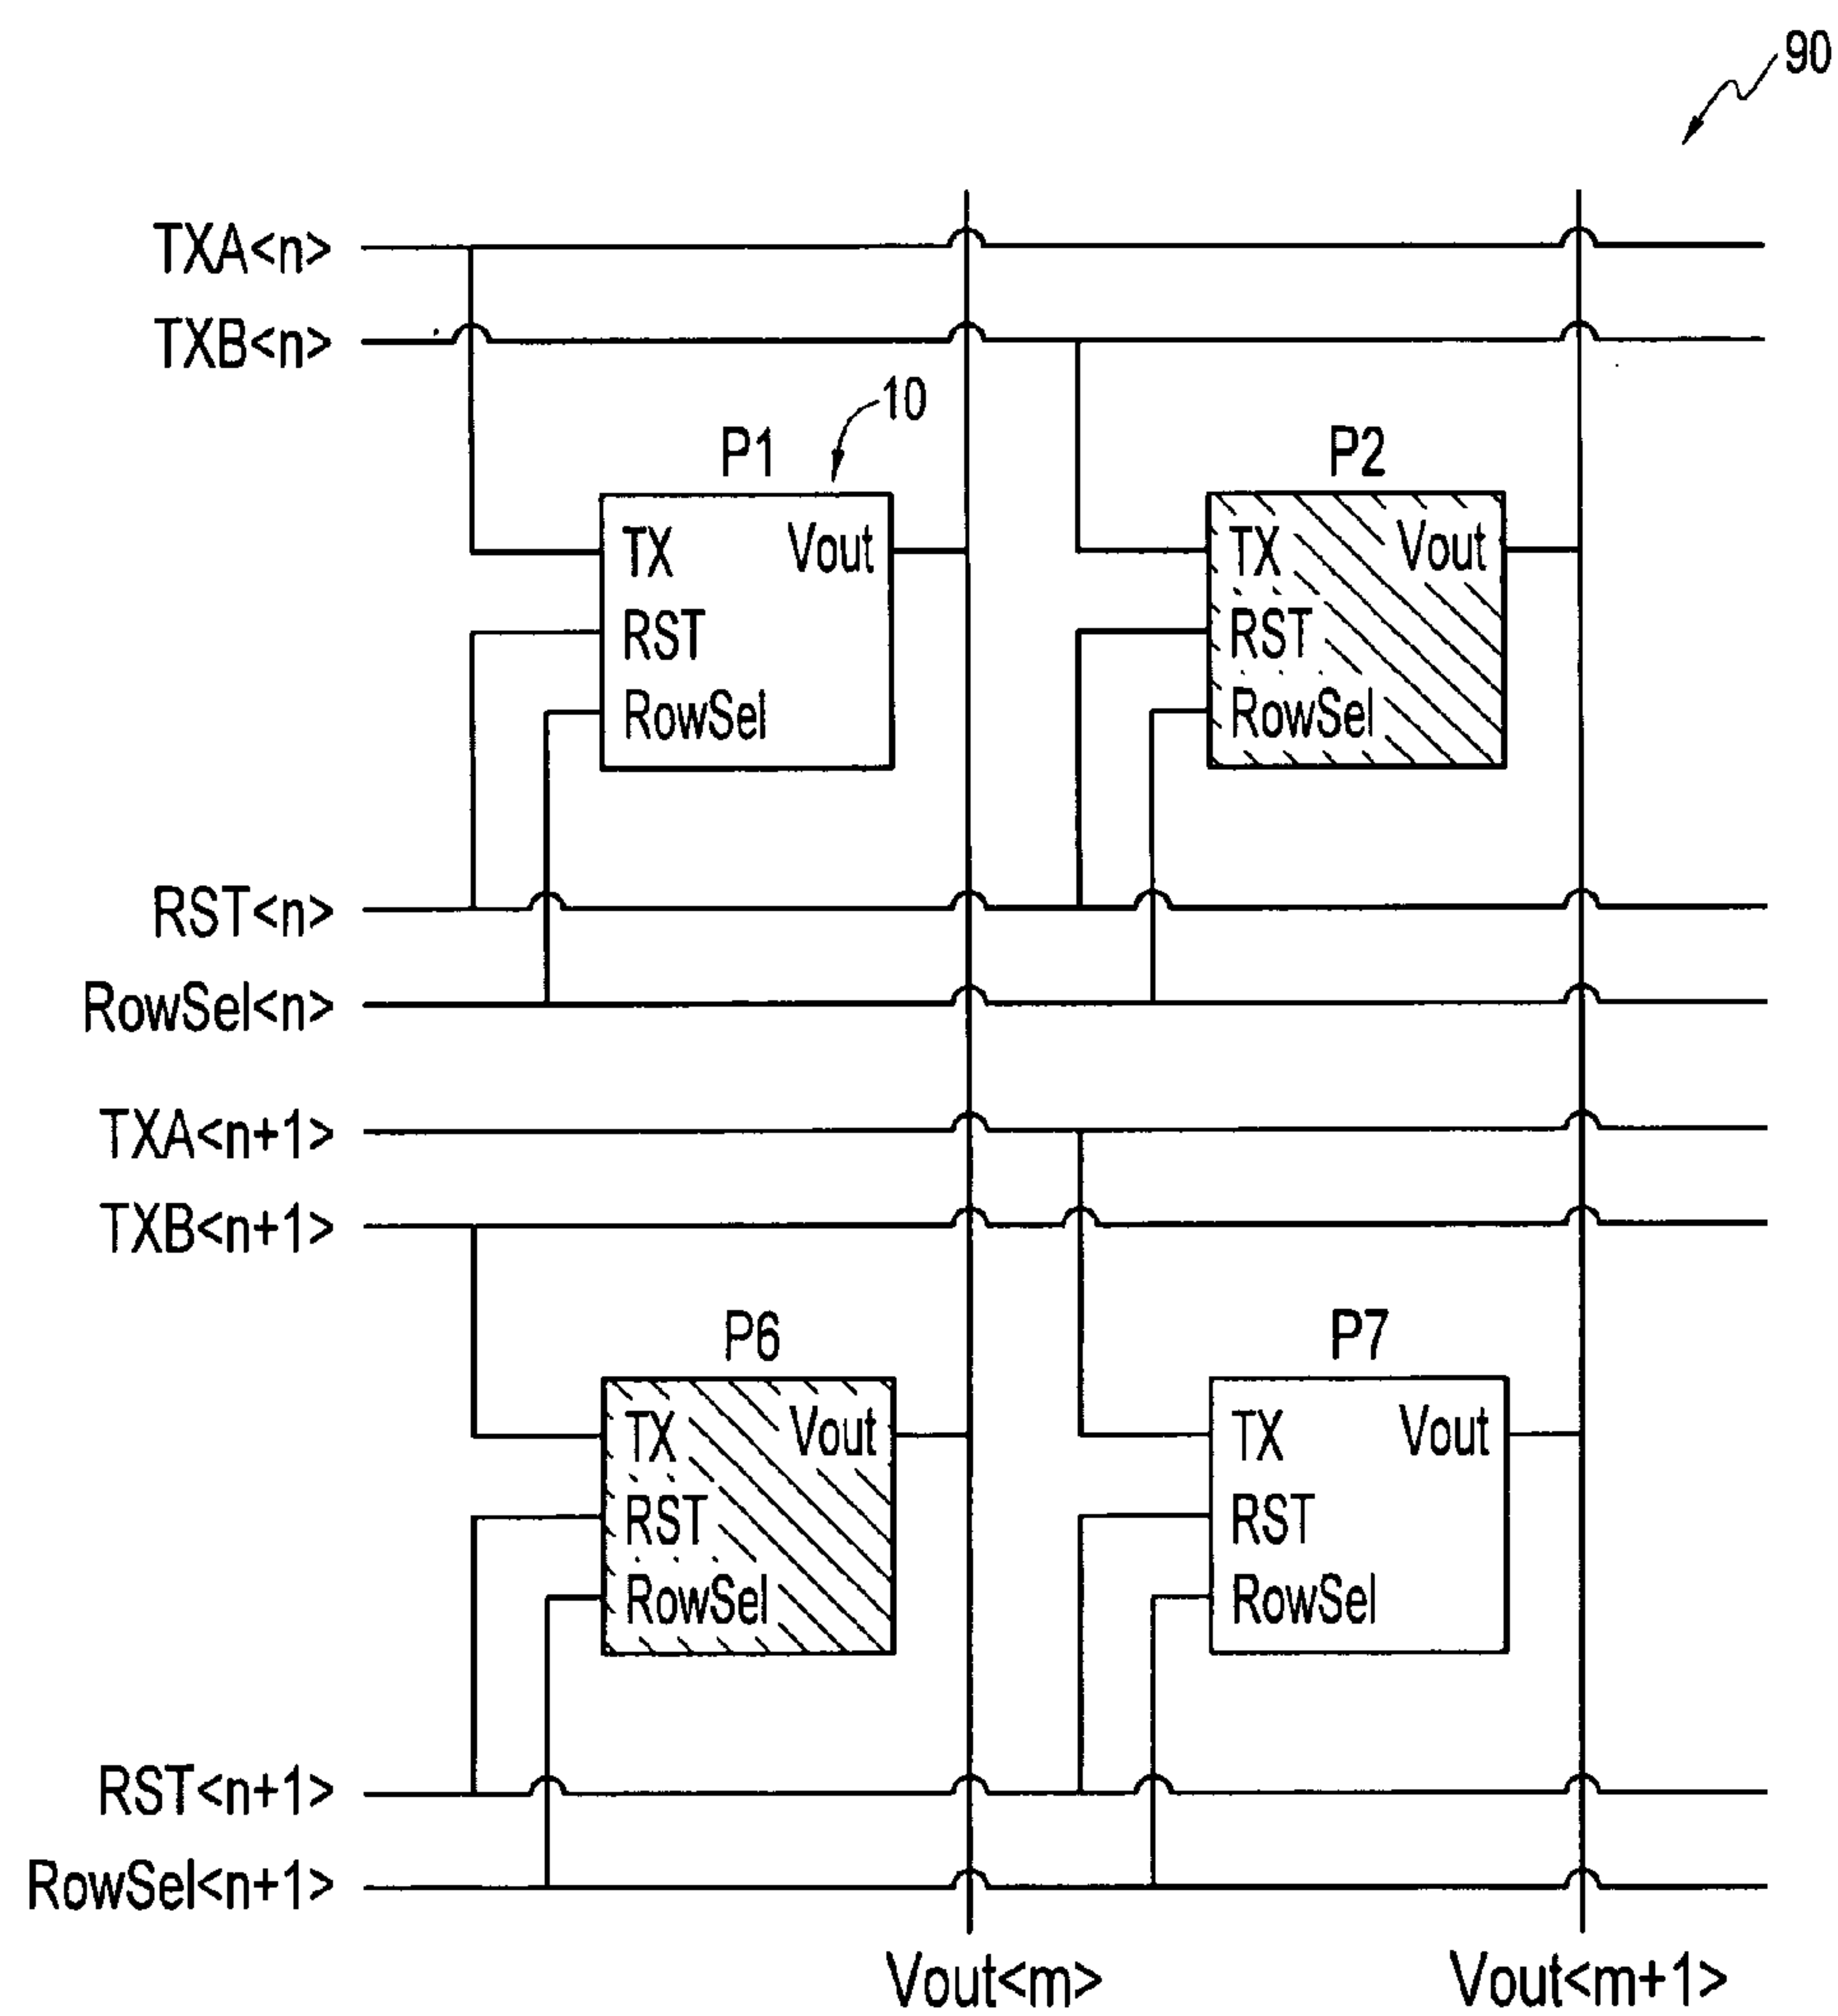 90
TXA<n>
TXB<n>
10
P1
P2
TX Vout
RST
RowSel
TX Vout
RST
RowSel
RST<n>
RowSel<n>
TXA<n+1>
TXB<n+1>
P6
P7
TX Vout
RST
RowSel
TX Vout
RST
RowSel
RST<n+1>
RowSel<n+1>
Vout<m>
Vout<m+1>